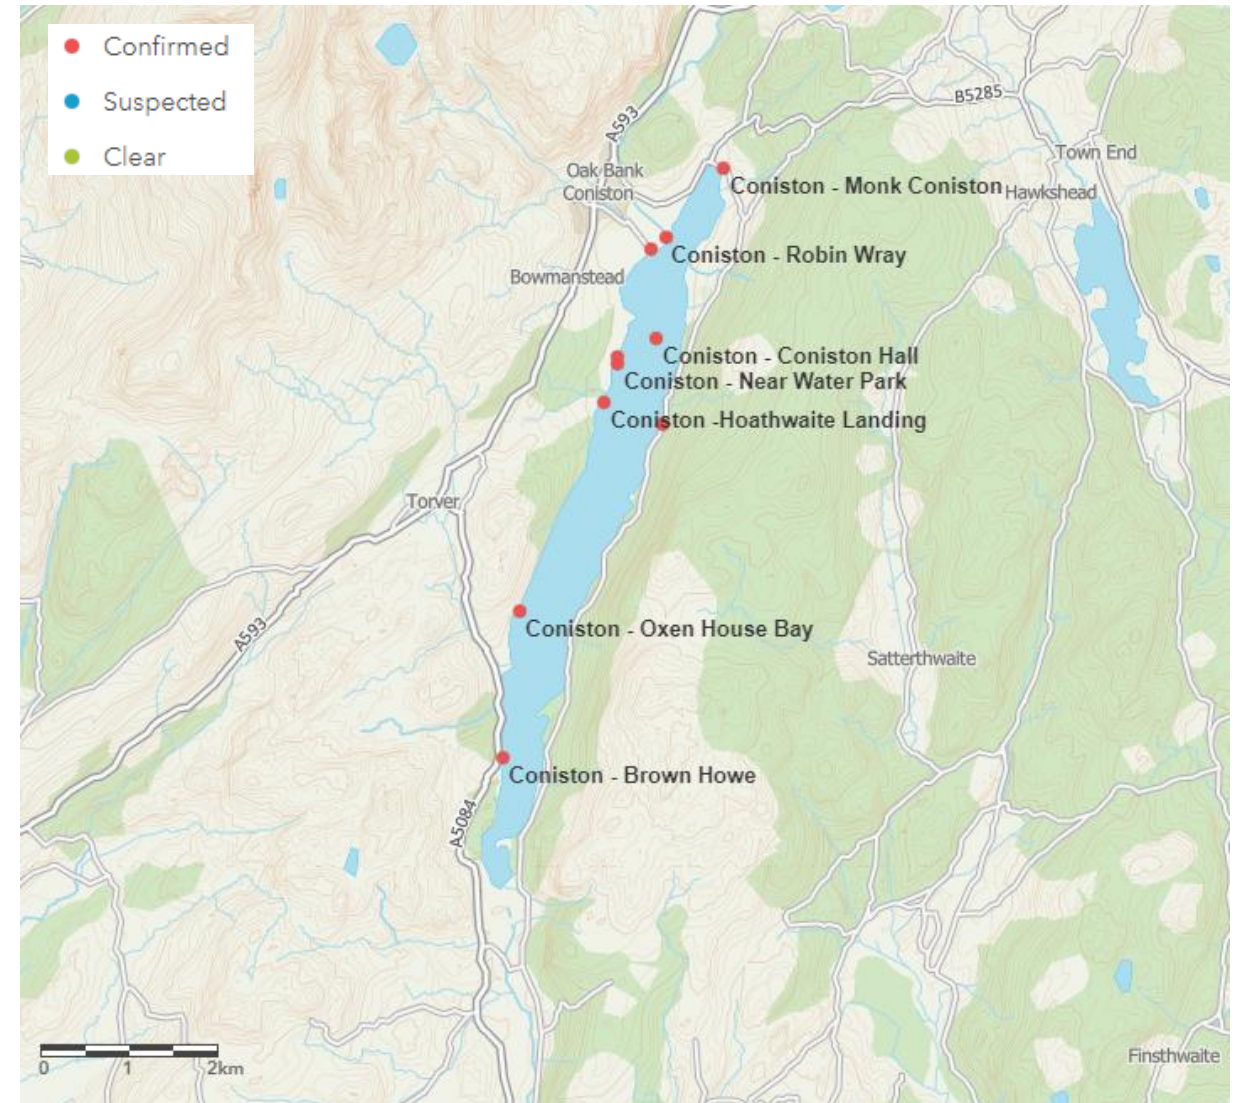 Confirmed
Suspected
Clear
A593
B5285
Town End
Oak Bank
Coniston
Coniston - Monk Coniston
Hawkshead
Coniston - Robin Wray
Bowmanstead
Coniston - Coniston Hall
Coniston - Near Water Park
Coniston -Hoathwaite Landing
Torver
A593
Coniston - Oxen House Bay
Satterthwaite
Coniston - Brown Howe
A5084
Finsthwaite
0 1 2km